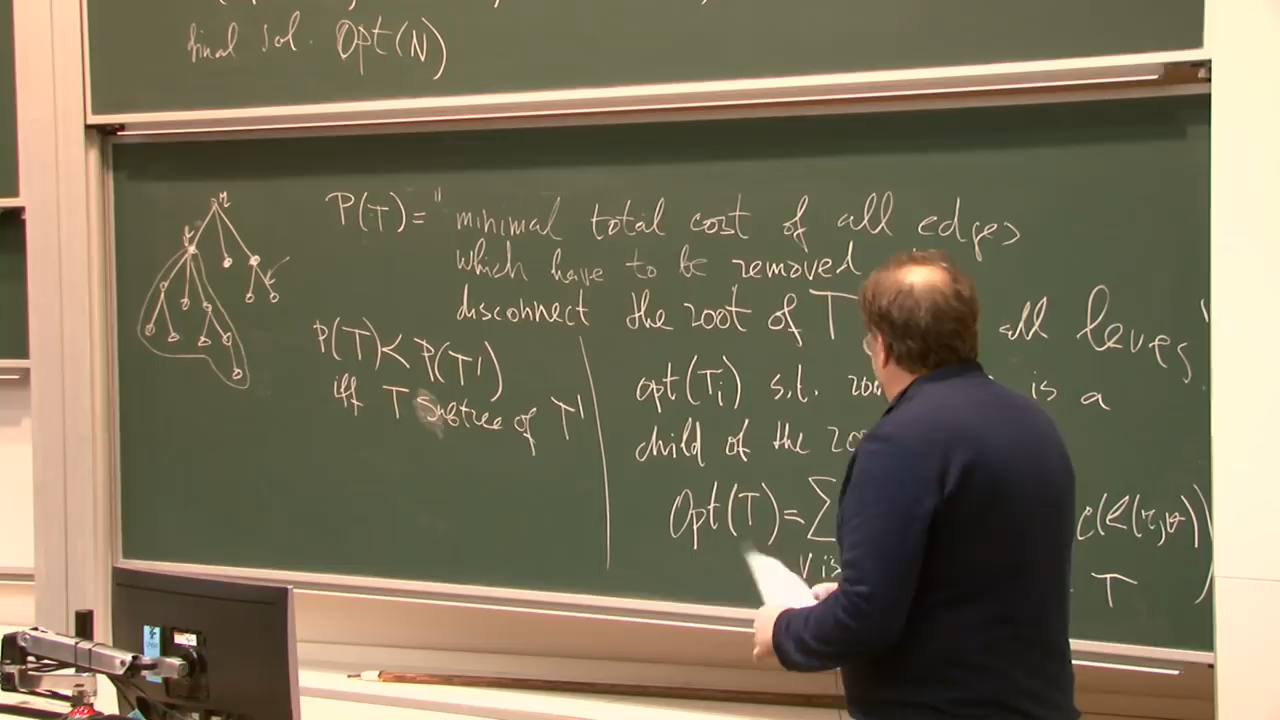 final sol. Opt(N)
r
P(T) = " minimal total cost of all edges
which have to be removed
disconnect the root of T all leves"
P(T) < P(T')
iff T subtree of T'
opt(Ti) s.t. is a
child of the
Opt(T) = ∑ c(e(r,v))
v is T